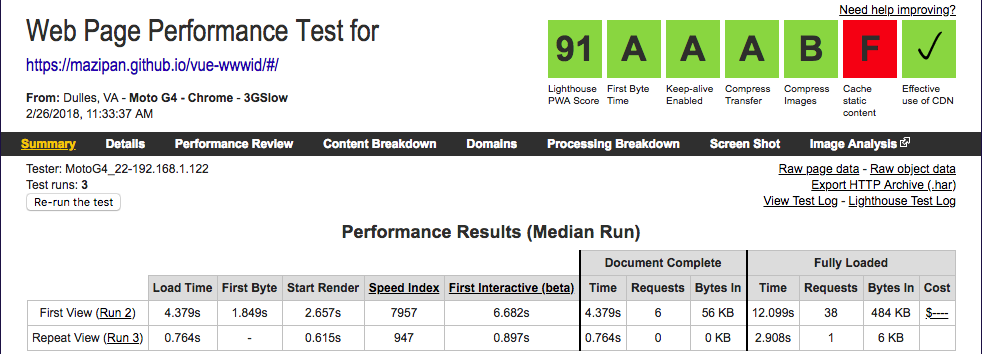 Need help improving?
Web Page Performance Test for
https://mazipan.github.io/vue-wwwid/#/
From: Dulles, VA - Moto G4 - Chrome - 3GSlow
2/26/2018, 11:33:37 AM
91 A A A B F ✓
Lighthouse PWA Score
First Byte Time
Keep-alive Enabled
Compress Transfer
Compress Images
Cache static content
Effective use of CDN
Summary Details Performance Review Content Breakdown Domains Processing Breakdown Screen Shot Image Analysis
Tester: MotoG4_22-192.168.1.122
Test runs: 3
Re-run the test
Raw page data - Raw object data
Export HTTP Archive (.har)
View Test Log - Lighthouse Test Log
Performance Results (Median Run)
Document Complete Fully Loaded
Load Time First Byte Start Render Speed Index First Interactive (beta) Time Requests Bytes In Time Requests Bytes In Cost
First View (Run 2) 4.379s 1.849s 2.657s 7957 6.682s 4.379s 6 56 KB 12.099s 38 484 KB $----
Repeat View (Run 3) 0.764s - 0.615s 947 0.897s 0.764s 0 0 KB 2.908s 1 6 KB